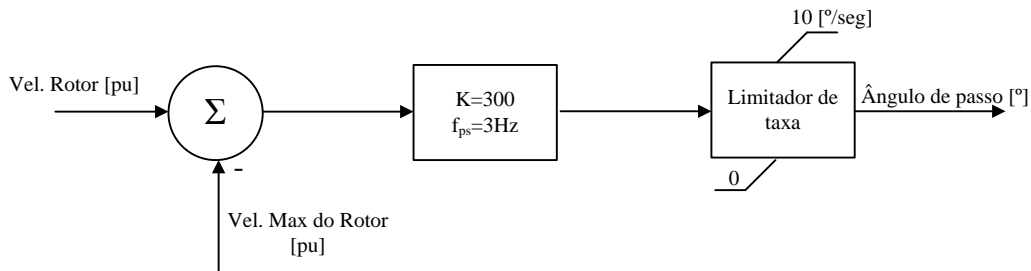 10 [º/seg]
Vel. Rotor [pu]
Σ
K=300
fps=3Hz
Limitador de
taxa
Ângulo de passo [º]
-
0
Vel. Max do Rotor
[pu]